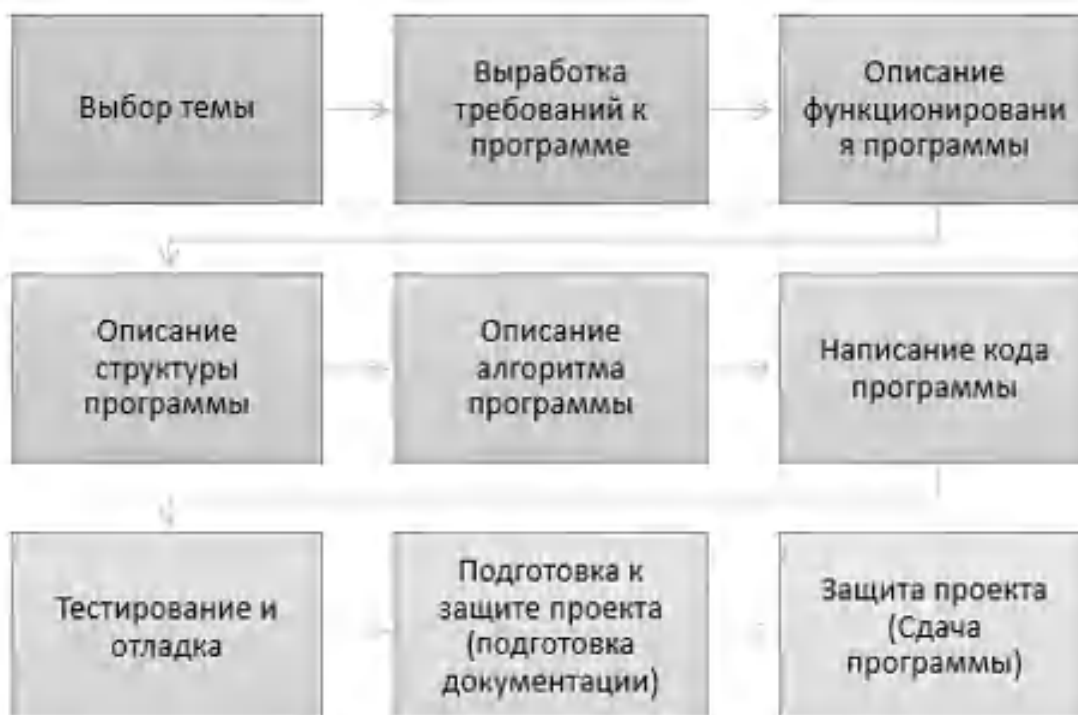 Выбор темы
Выработка
требований к
программе
Описание
функционировани
я программы
Описание
структуры
программы
Описание
алгоритма
программы
Написание кода
программы
Тестирование и
отладка
Подготовка к
защите проекта
(подготовка
документации)
Защита проекта
(Сдача
программы)